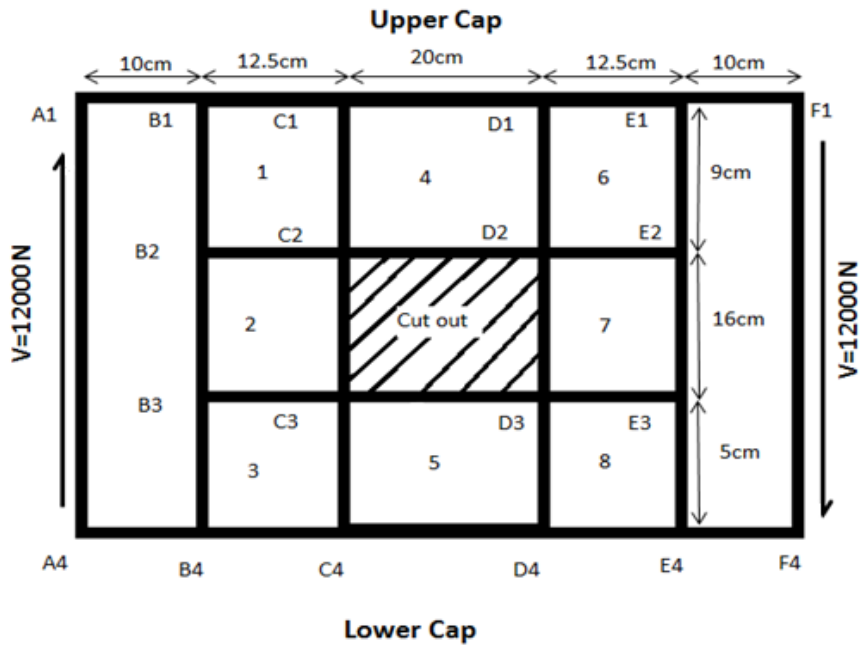 Upper Cap
10cm 12.5cm 20cm 12.5cm 10cm
A1 B1 C1 D1 E1 F1
1 4 6 9cm
C2 D2 E2
B2
V=12000N 2 Cut out 7 16cm V=12000N
B3
C3 D3 E3
3 5 8 5cm
A4 B4 C4 D4 E4 F4
Lower Cap